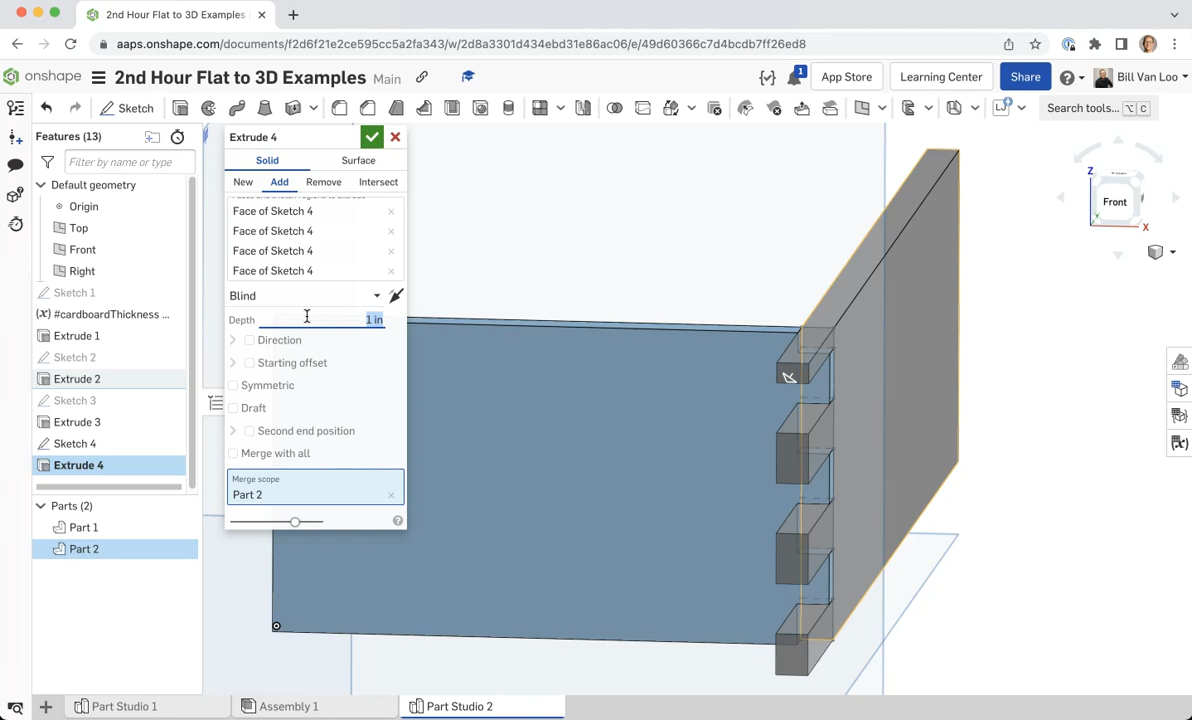 2nd Hour Flat to 3D Examples
aaps.onshape.com/documents/f2d6f21e2ce595cc5a2fa343/w/2d8a3301d434ebd31e86ac06/e/49d60366c7d4bcdb7ff26ed8
onshape
2nd Hour Flat to 3D Examples
Main
1
App Store
Learning Center
Share
Bill Van Loo
Sketch
Search tools...
C
Features (13)
Filter by name or type
Default geometry
Origin
Top
Front
Right
Sketch 1
(x) #cardboardThickness ...
Extrude 1
Sketch 2
Extrude 2
Sketch 3
Extrude 3
Sketch 4
Extrude 4
Parts (2)
Part 1
Part 2
Extrude 4
Solid
Surface
New
Add
Remove
Intersect
Face of Sketch 4
Face of Sketch 4
Face of Sketch 4
Face of Sketch 4
Blind
Depth
1 in
Direction
Starting offset
Symmetric
Draft
Second end position
Merge with all
Merge scope
Part 2
Z
Front
X
(x)
Part Studio 1
Assembly 1
Part Studio 2